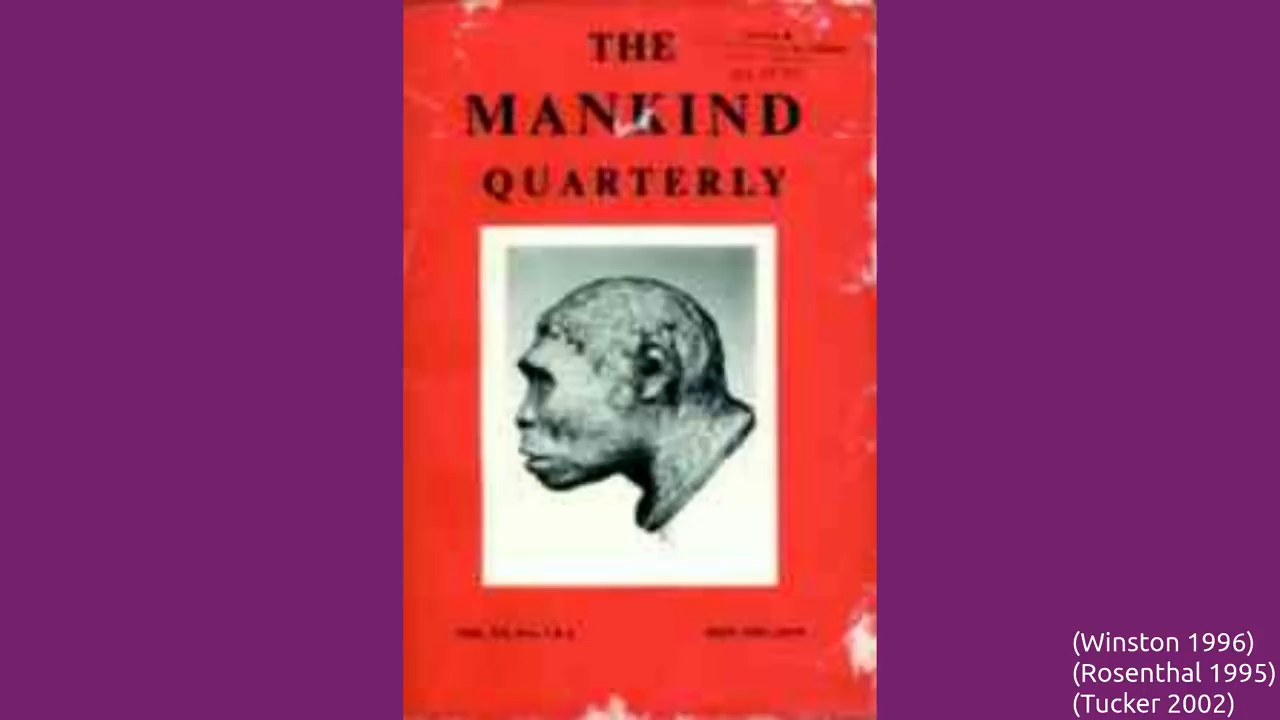 THE
MANKIND
QUARTERLY
(Winston 1996)
(Rosenthal 1995)
(Tucker 2002)